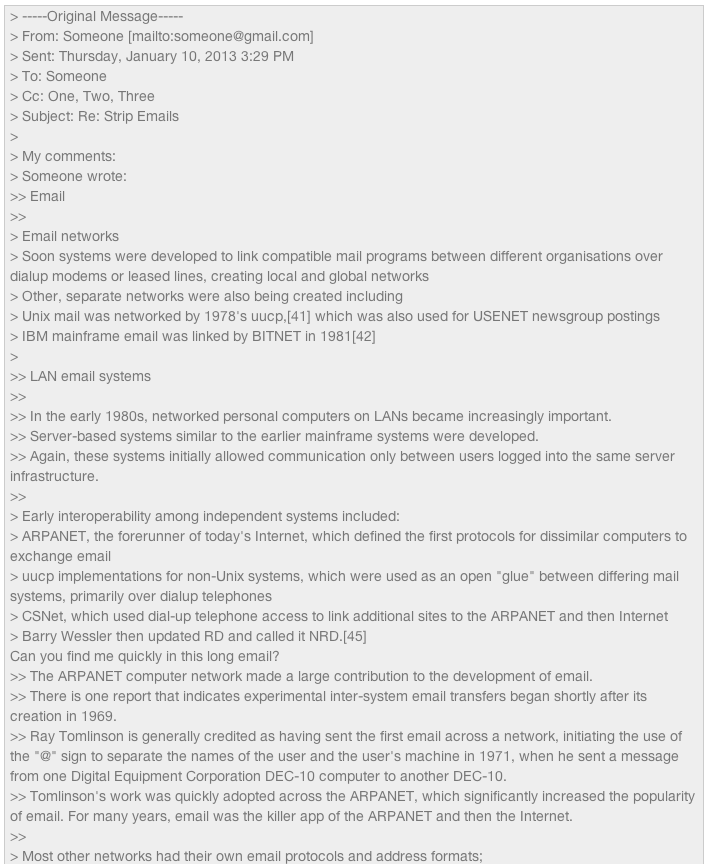 > -----Original Message-----
> From: Someone [mailto:someone@gmail.com]
> Sent: Thursday, January 10, 2013 3:29 PM
> To: Someone
> Cc: One, Two, Three
> Subject: Re: Strip Emails
>
> My comments:
> Someone wrote:
>> Email
>>
> Email networks
> Soon systems were developed to link compatible mail programs between different organisations over
dialup modems or leased lines, creating local and global networks
> Other, separate networks were also being created including
> Unix mail was networked by 1978's uucp,[41] which was also used for USENET newsgroup postings
> IBM mainframe email was linked by BITNET in 1981[42]
>
>> LAN email systems
>>
>> In the early 1980s, networked personal computers on LANs became increasingly important.
>> Server-based systems similar to the earlier mainframe systems were developed.
>> Again, these systems initially allowed communication only between users logged into the same server
infrastructure.
>>
> Early interoperability among independent systems included:
> ARPANET, the forerunner of today's Internet, which defined the first protocols for dissimilar computers to
exchange email
> uucp implementations for non-Unix systems, which were used as an open "glue" between differing mail
systems, primarily over dialup telephones
> CSNet, which used dial-up telephone access to link additional sites to the ARPANET and then Internet
> Barry Wessler then updated RD and called it NRD.[45]
Can you find me quickly in this long email?
>> The ARPANET computer network made a large contribution to the development of email.
>> There is one report that indicates experimental inter-system email transfers began shortly after its
creation in 1969.
>> Ray Tomlinson is generally credited as having sent the first email across a network, initiating the use of
the "@" sign to separate the names of the user and the user's machine in 1971, when he sent a message
from one Digital Equipment Corporation DEC-10 computer to another DEC-10.
>> Tomlinson's work was quickly adopted across the ARPANET, which significantly increased the popularity
of email. For many years, email was the killer app of the ARPANET and then the Internet.
>>
> Most other networks had their own email protocols and address formats;